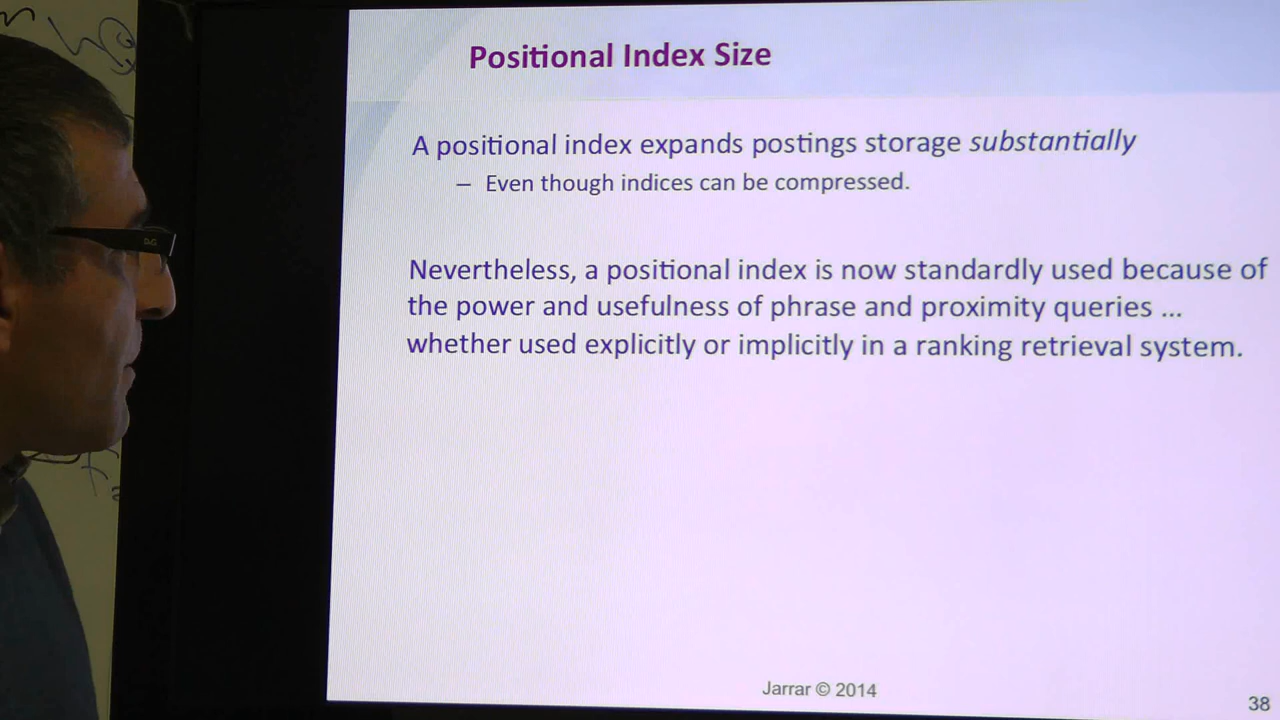 Positional Index Size
A positional index expands postings storage substantially
– Even though indices can be compressed.
Nevertheless, a positional index is now standardly used because of
the power and usefulness of phrase and proximity queries ...
whether used explicitly or implicitly in a ranking retrieval system.
Jarrar © 2014
38
D&G